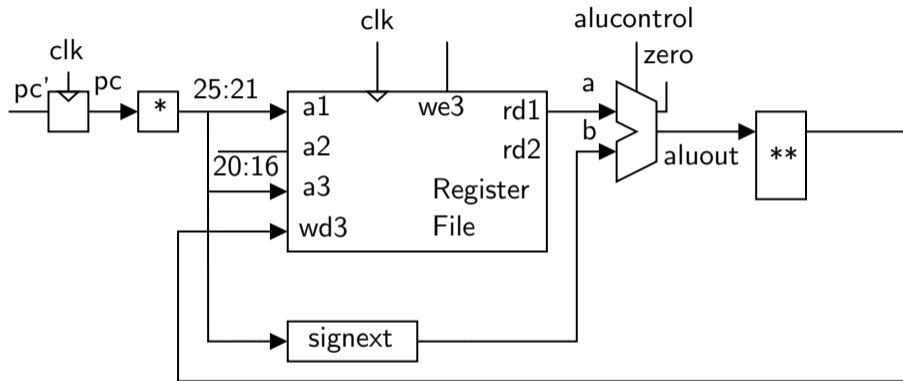 clk
alucontrol
clk
zero
pc'
pc
25:21
a
*
a1
we3
rd1
b
a2
rd2
20:16
aluout
**
a3
Register
wd3
File
signext